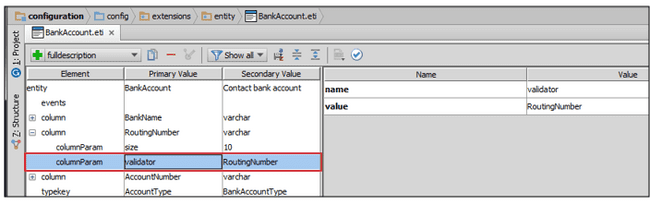 configuration config extensions entity BankAccount.eti
BankAccount.eti
1: Project
Z: Structure
fulldescription Show all
Element Primary Value Secondary Value Name Value
entity BankAccount Contact bank account name validator
events value RoutingNumber
column BankName varchar
column RoutingNumber varchar
columnParam size 10
columnParam validator RoutingNumber
column AccountNumber varchar
typekey AccountType BankAccountType